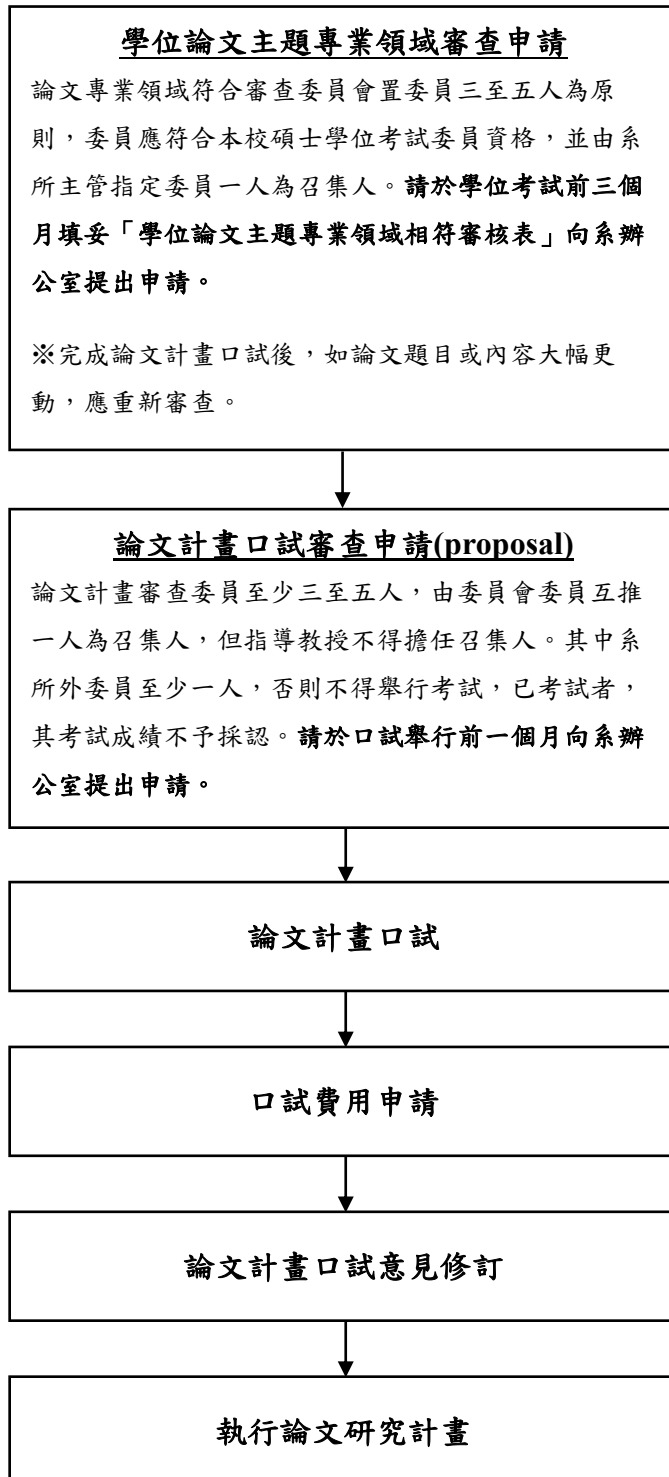 學位論文主題專業領域審查申請
論文專業領域符合審查委員會置委員三至五人為原
則，委員應符合本校碩士學位考試委員資格，並由系
所主管指定委員一人為召集人。請於學位考試前三個
月填妥「學位論文主題專業領域相符審核表」向系辦
公室提出申請。
※完成論文計畫口試後，如論文題目或內容大幅更
動，應重新審查。
論文計畫口試審查申請(proposal)
論文計畫審查委員至少三至五人，由委員會委員互推
一人為召集人，但指導教授不得擔任召集人。其中系
所外委員至少一人，否則不得舉行考試，已考試者，
其考試成績不予採認。請於口試舉行前一個月向系辦
公室提出申請。
論文計畫口試
口試費用申請
論文計畫口試意見修訂
執行論文研究計畫